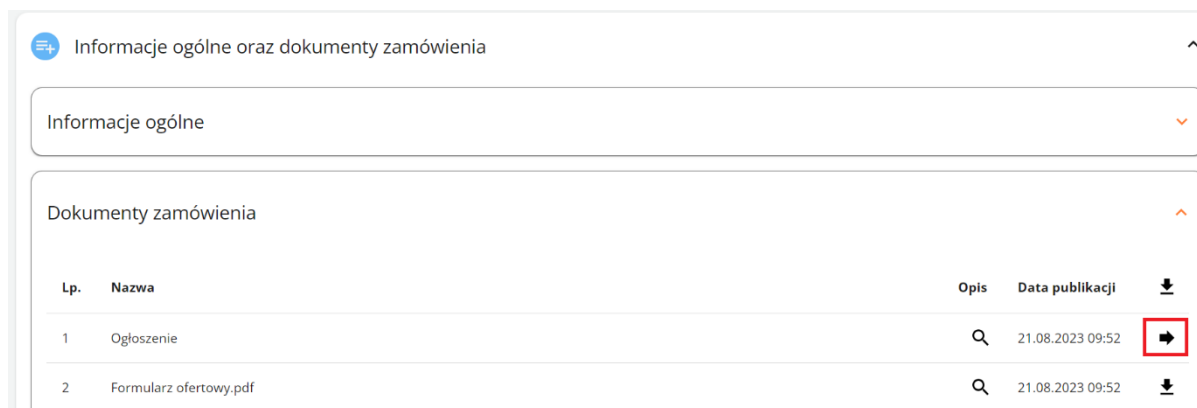 Informacje ogólne oraz dokumenty zamówienia
Informacje ogólne
Dokumenty zamówienia
Lp. Nazwa Opis Data publikacji
1 Ogłoszenie 21.08.2023 09:52
2 Formularz ofertowy.pdf 21.08.2023 09:52